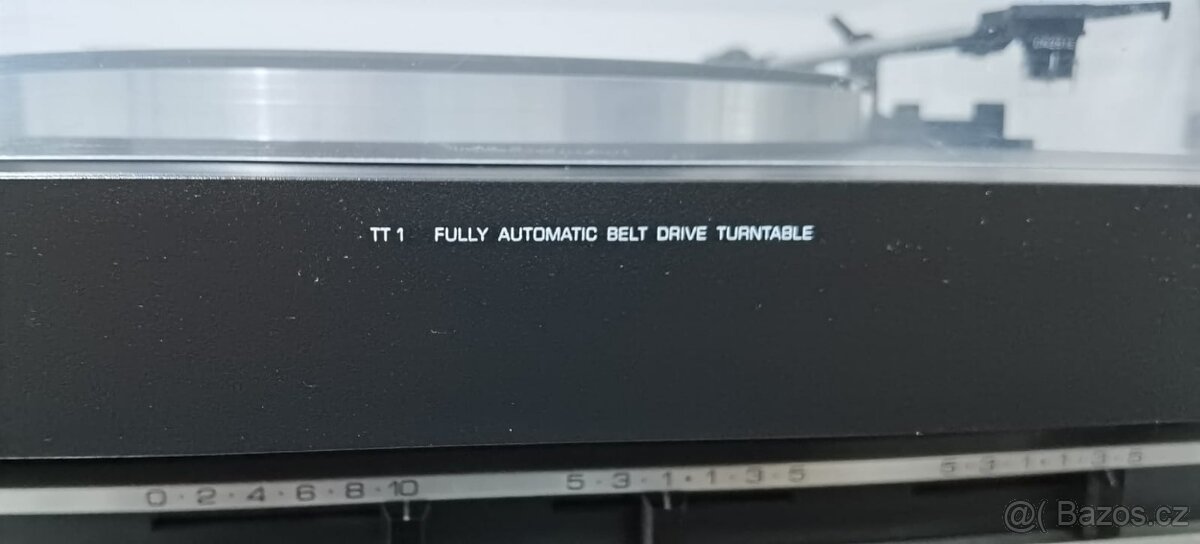 TT 1 FULLY AUTOMATIC BELT DRIVE TURNTABLE
0 · 2 · 4 · 6 · 8 · 10 5 · 3 · 1 · 1 · 3 · 5 5 · 3 · 1 · 1 · 3 · 5
@( Bazos.cz